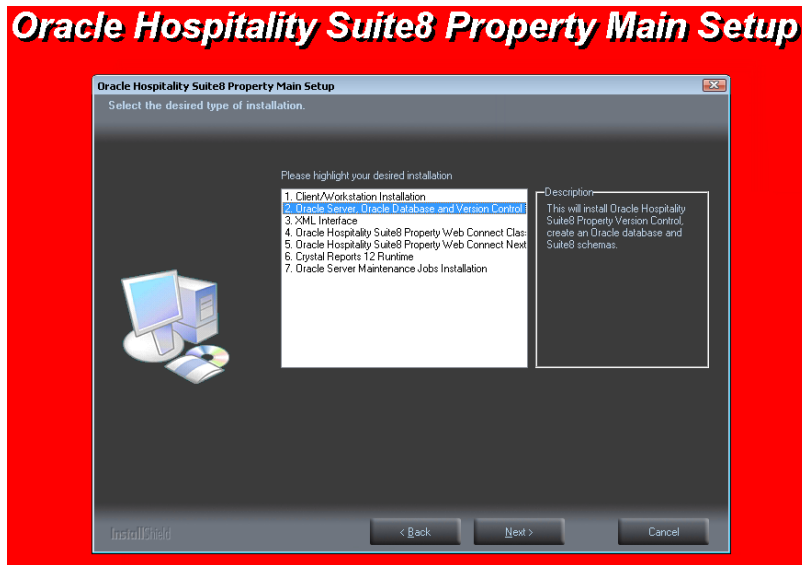 Oracle Hospitality Suite8 Property Main Setup
Oracle Hospitality Suite8 Property Main Setup
Select the desired type of installation.
Please highlight your desired installation
1. Client/Workstation Installation
2. Oracle Server, Oracle Database and Version Control
3. XML Interface
4. Oracle Hospitality Suite8 Property Web Connect Clas
5. Oracle Hospitality Suite8 Property Web Connect Next
6. Crystal Reports 12 Runtime
7. Oracle Server Maintenance Jobs Installation
Description
This will install Oracle Hospitality
Suite8 Property Version Control,
create an Oracle database and
Suite8 schemas.
InstallShield
< Back
Next >
Cancel